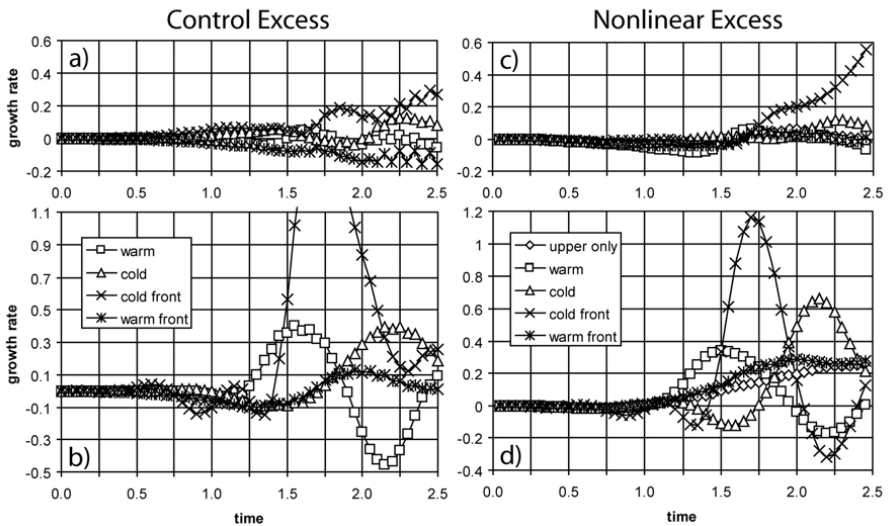 Control Excess
Nonlinear Excess
a)
growth rate
0.6
0.4
0.2
0
-0.2
0.0 0.5 1.0 1.5 2.0 2.5
c)
growth rate
0.6
0.4
0.2
0
-0.2
0.0 0.5 1.0 1.5 2.0 2.5
b)
growth rate
1.1
0.9
0.7
0.5
0.3
0.1
-0.1
-0.3
-0.5
warm
cold
cold front
warm front
0.0 0.5 1.0 1.5 2.0 2.5
time
d)
growth rate
1.2
1
0.8
0.6
0.4
0.2
0
-0.2
-0.4
upper only
warm
cold
cold front
warm front
0.0 0.5 1.0 1.5 2.0 2.5
time